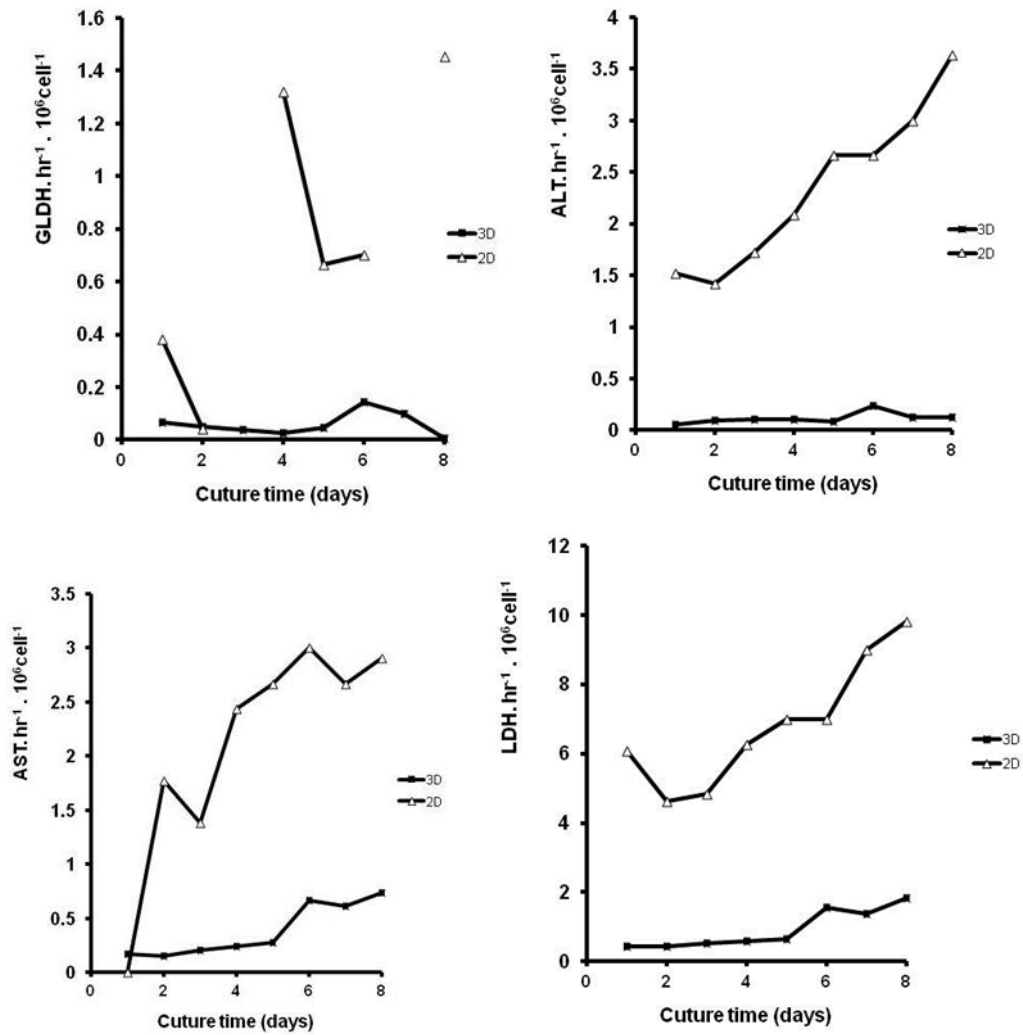 1.6
1.4
1.2
1
0.8
0.6
0.4
0.2
0
GLDH.hr⁻¹ . 10⁶cell⁻¹
0 2 4 6 8
Cuture time (days)
3D
2D
4
3.5
3
2.5
2
1.5
1
0.5
0
ALT.hr⁻¹ . 10⁶cell⁻¹
0 2 4 6 8
Cuture time (days)
3D
2D
3.5
3
2.5
2
1.5
1
0.5
0
AST.hr⁻¹ . 10⁶cell⁻¹
0 2 4 6 8
Cuture time (days)
3D
2D
12
10
8
6
4
2
0
LDH.hr⁻¹ . 10⁶cell⁻¹
0 2 4 6 8
Cuture time (days)
3D
2D